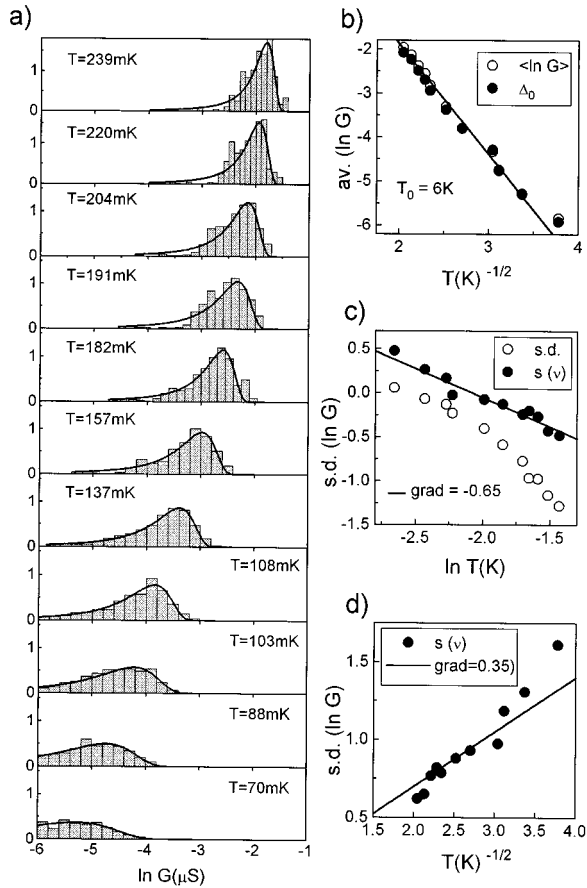 a)
T=239mK
1
0
T=220mK
1
0
T=204mK
1
0
T=191mK
1
0
T=182mK
1
0
T=157mK
1
0
T=137mK
1
0
T=108mK
1
0
T=103mK
1
0
T=88mK
1
0
T=70mK
1
0
-6 -5 -4 -3 -2 -1
ln G(μS)
b)
av. (ln G)
-2
-3
-4
-5
-6
<ln G>
Δ₀
T₀ = 6K
2 3 4
T(K) ⁻¹/²
c)
s.d. (ln G)
0.5
0.0
-0.5
-1.0
-1.5
s.d.
s (ν)
grad = -0.65
-2.5 -2.0 -1.5
ln T(K)
d)
s.d. (ln G)
1.5
1.0
0.5
s (ν)
grad=0.35)
1.5 2.0 2.5 3.0 3.5 4.0
T(K) ⁻¹/²